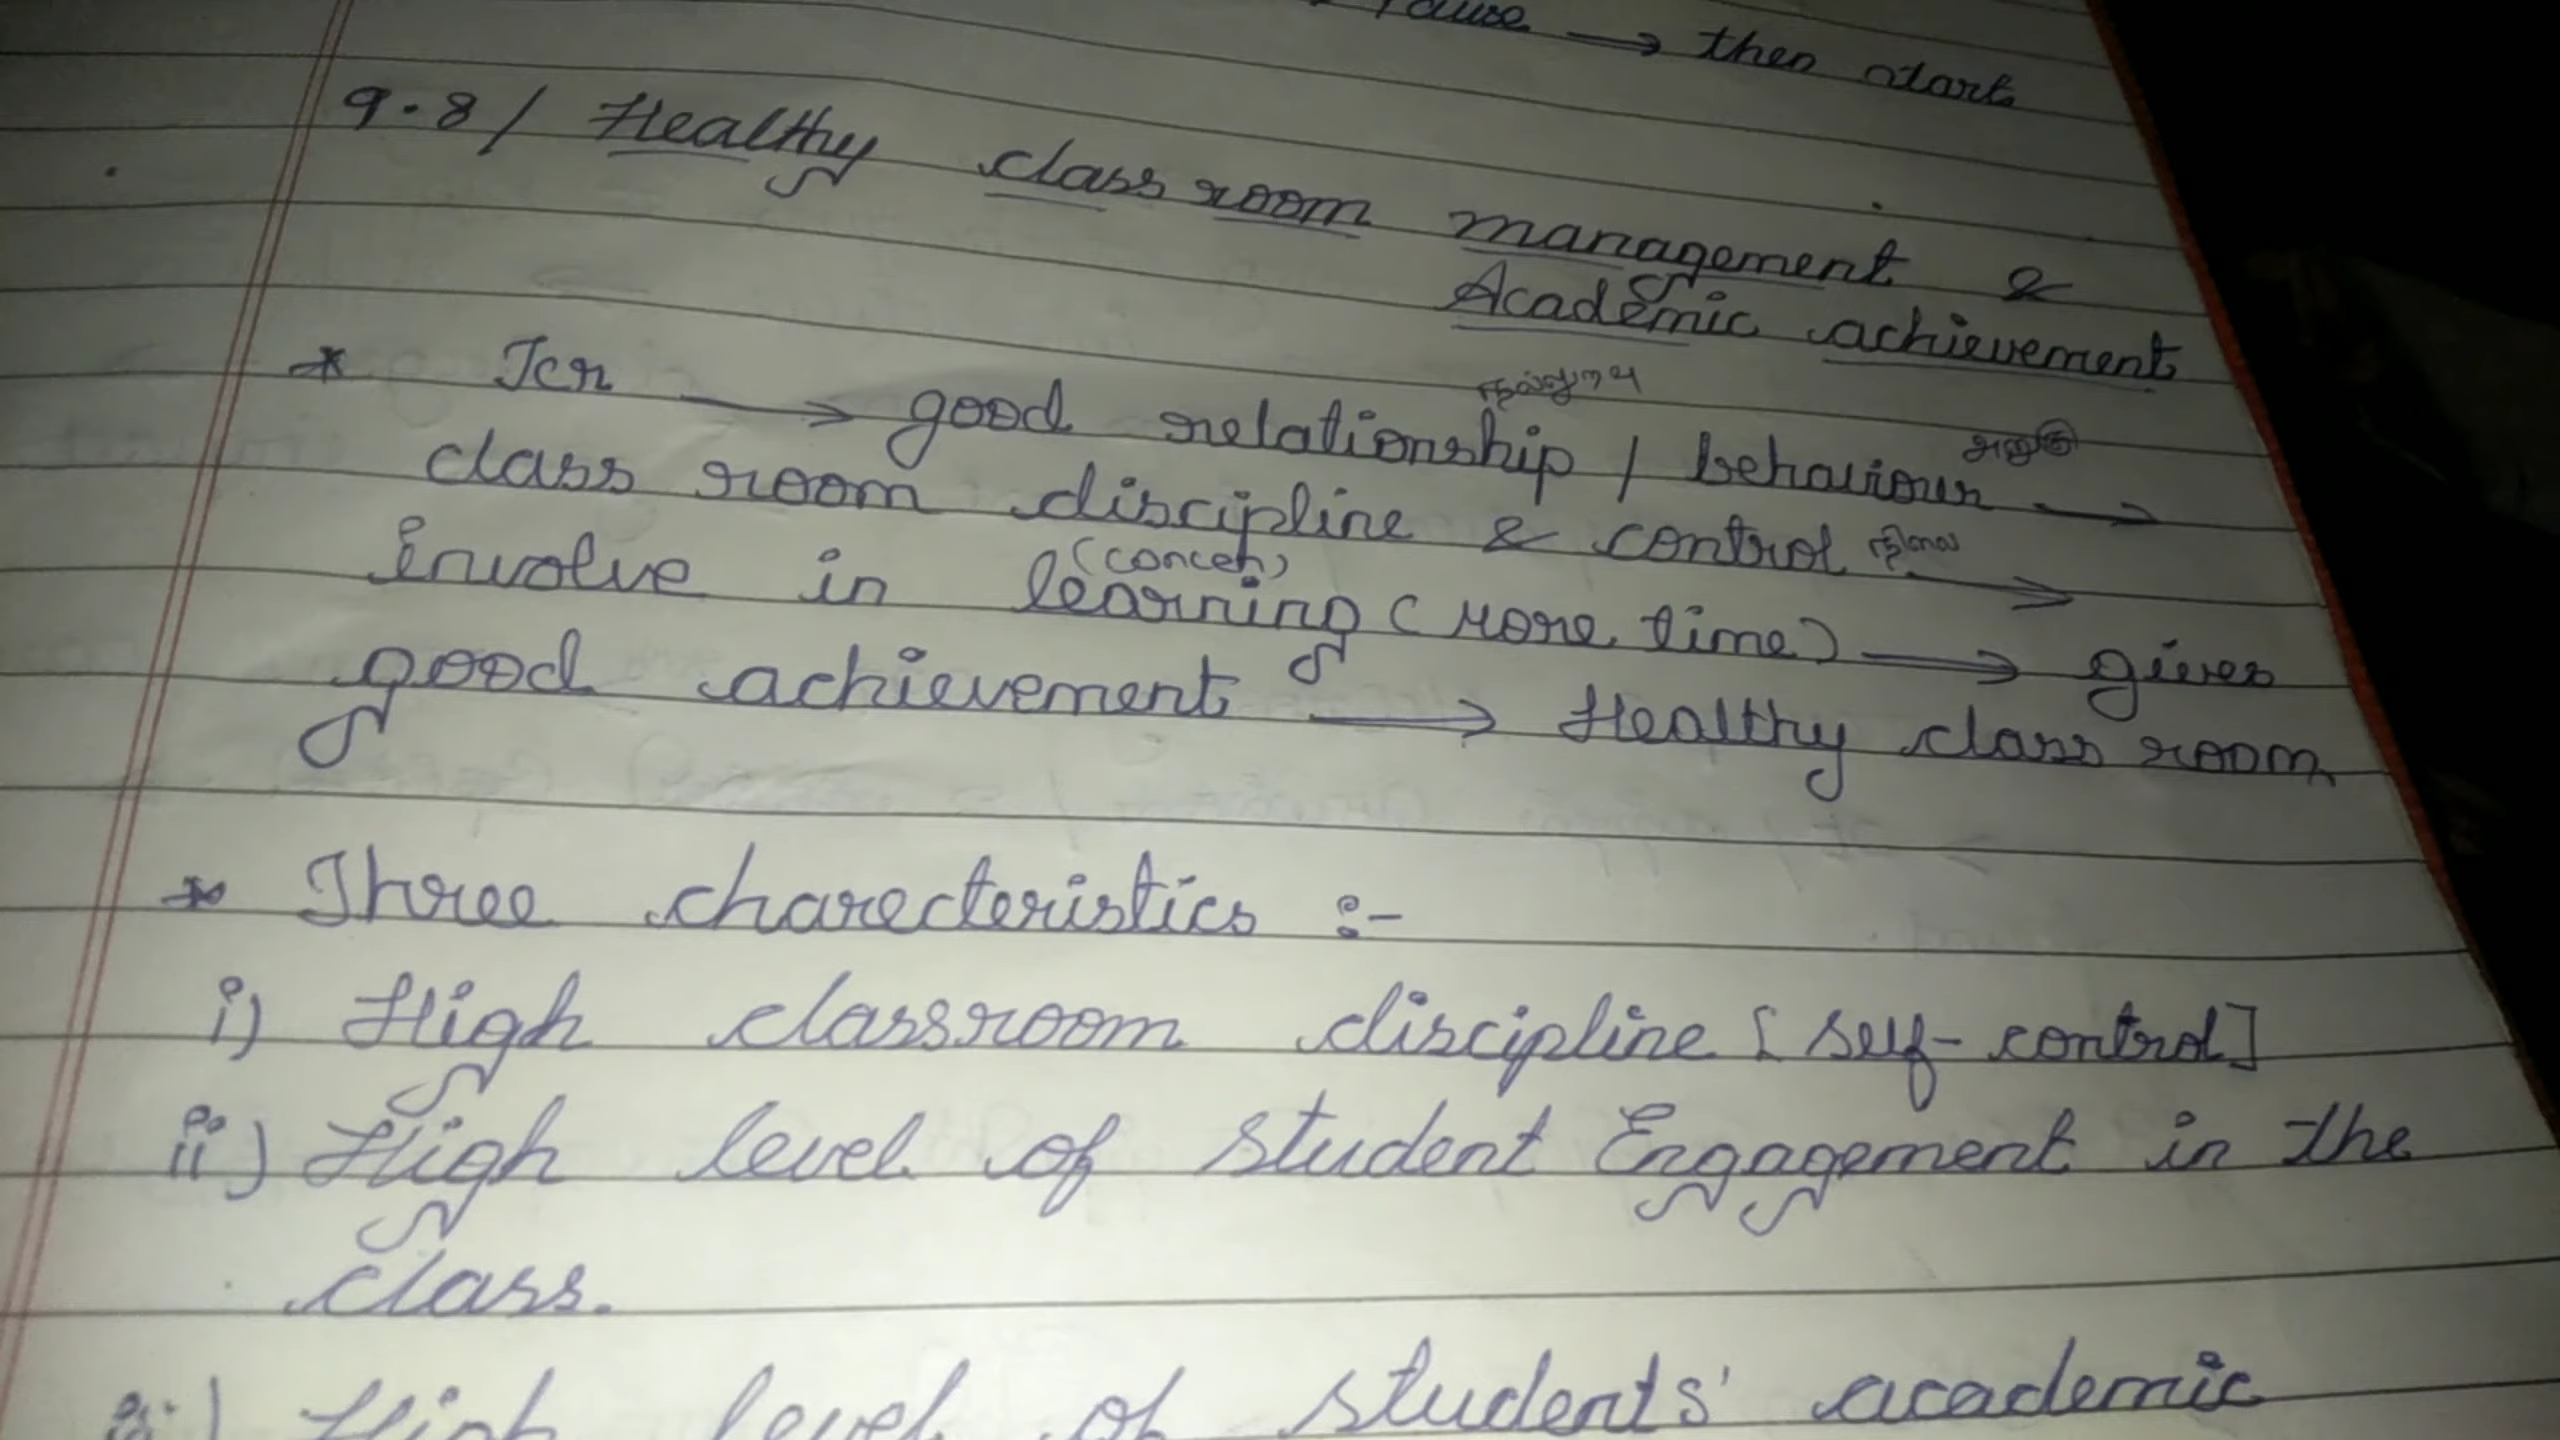 → then start
9.8/ Healthy class room management &
Academic achievement
* Tcr → good relationship / behaviour →
class room discipline & control →
involve in learning (More time) → gives
(concen)
good achievement → Healthy class room
* Three charecteristics :-
i) High classroom discipline [self-control]
ii) High level of student Engagement in the
class.
iii) High level of students' academic